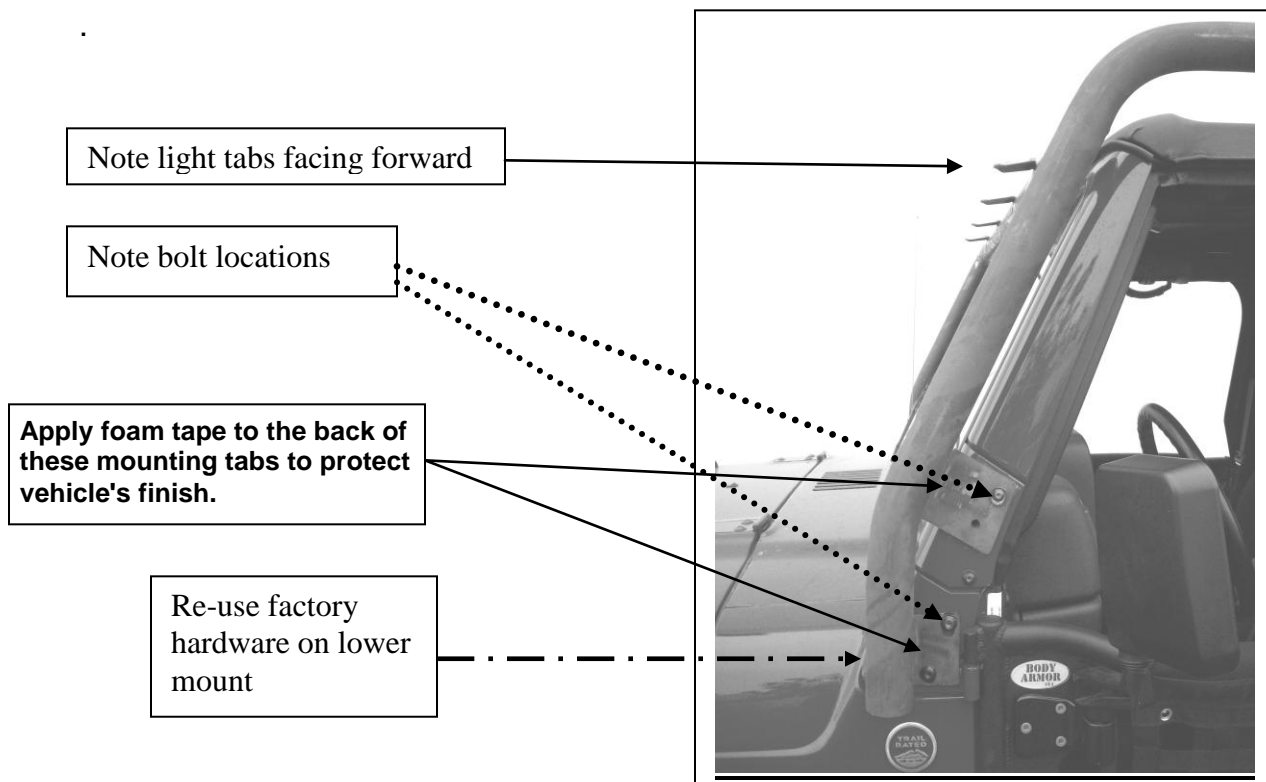 .
Note light tabs facing forward
Note bolt locations
Apply foam tape to the back of
these mounting tabs to protect
vehicle's finish.
Re-use factory
hardware on lower
mount
BODY
ARMOR
4x4
TRAIL
RATED